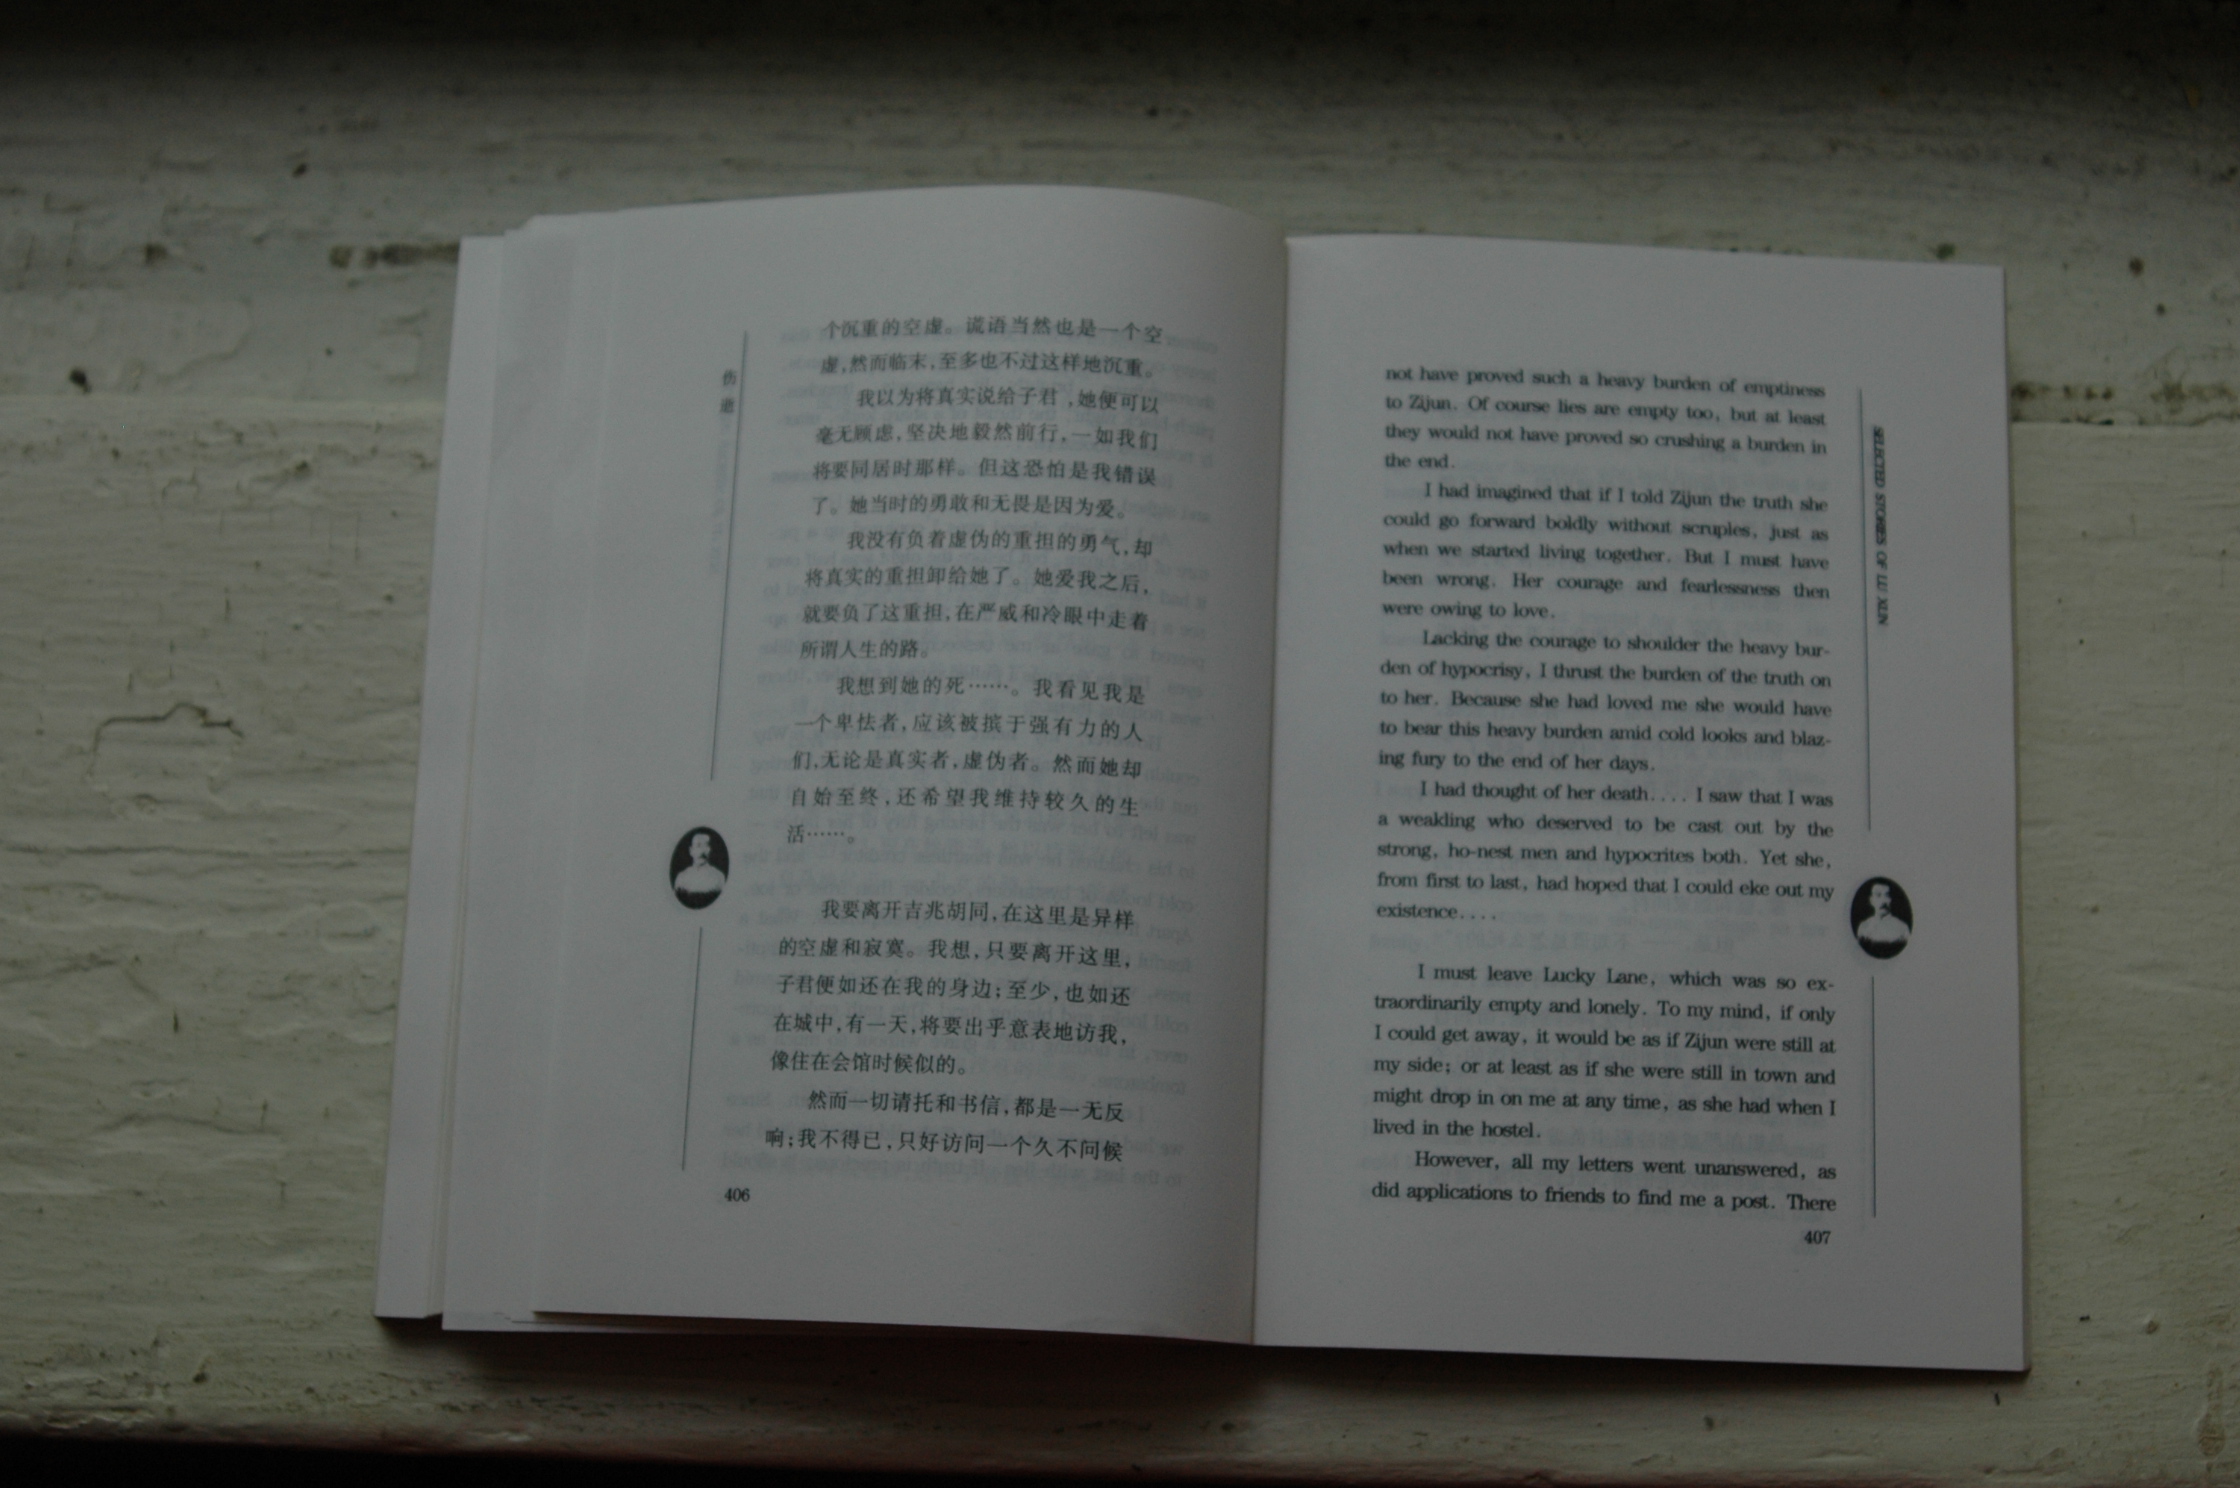 伤逝
个沉重的空虚。谎语当然也是一个空
虚,然而临末,至多也不过这样地沉重。
我以为将真实说给子君,她便可以
毫无顾虑,坚决地毅然前行,一如我们
将要同居时那样。但这恐怕是我错误
了。她当时的勇敢和无畏是因为爱。
我没有负着虚伪的重担的勇气,却
将真实的重担卸给她了。她爱我之后,
就要负了这重担,在严威和冷眼中走着
所谓人生的路。
我想到她的死……。我看见我是
一个卑怯者,应该被摈于强有力的人
们,无论是真实者,虚伪者。然而她却
自始至终,还希望我维持较久的生
活……。
我要离开吉兆胡同,在这里是异样
的空虚和寂寞。我想,只要离开这里,
子君便如还在我的身边;至少,也如还
在城中,有一天,将要出乎意表地访我,
像住在会馆时候似的。
然而一切请托和书信,都是一无反
响;我不得已,只好访问一个久不问候
406
not have proved such a heavy burden of emptiness
to Zijun. Of course lies are empty too, but at least
they would not have proved so crushing a burden in
the end.
I had imagined that if I told Zijun the truth she
could go forward boldly without scruples, just as
when we started living together. But I must have
been wrong. Her courage and fearlessness then
were owing to love.
Lacking the courage to shoulder the heavy bur-
den of hypocrisy, I thrust the burden of the truth on
to her. Because she had loved me she would have
to bear this heavy burden amid cold looks and blaz-
ing fury to the end of her days.
I had thought of her death.... I saw that I was
a weakling who deserved to be cast out by the
strong, ho-nest men and hypocrites both. Yet she,
from first to last, had hoped that I could eke out my
existence....
I must leave Lucky Lane, which was so ex-
traordinarily empty and lonely. To my mind, if only
I could get away, it would be as if Zijun were still at
my side; or at least as if she were still in town and
might drop in on me at any time, as she had when I
lived in the hostel.
However, all my letters went unanswered, as
did applications to friends to find me a post. There
407
SELECTED STORIES OF LU XUN